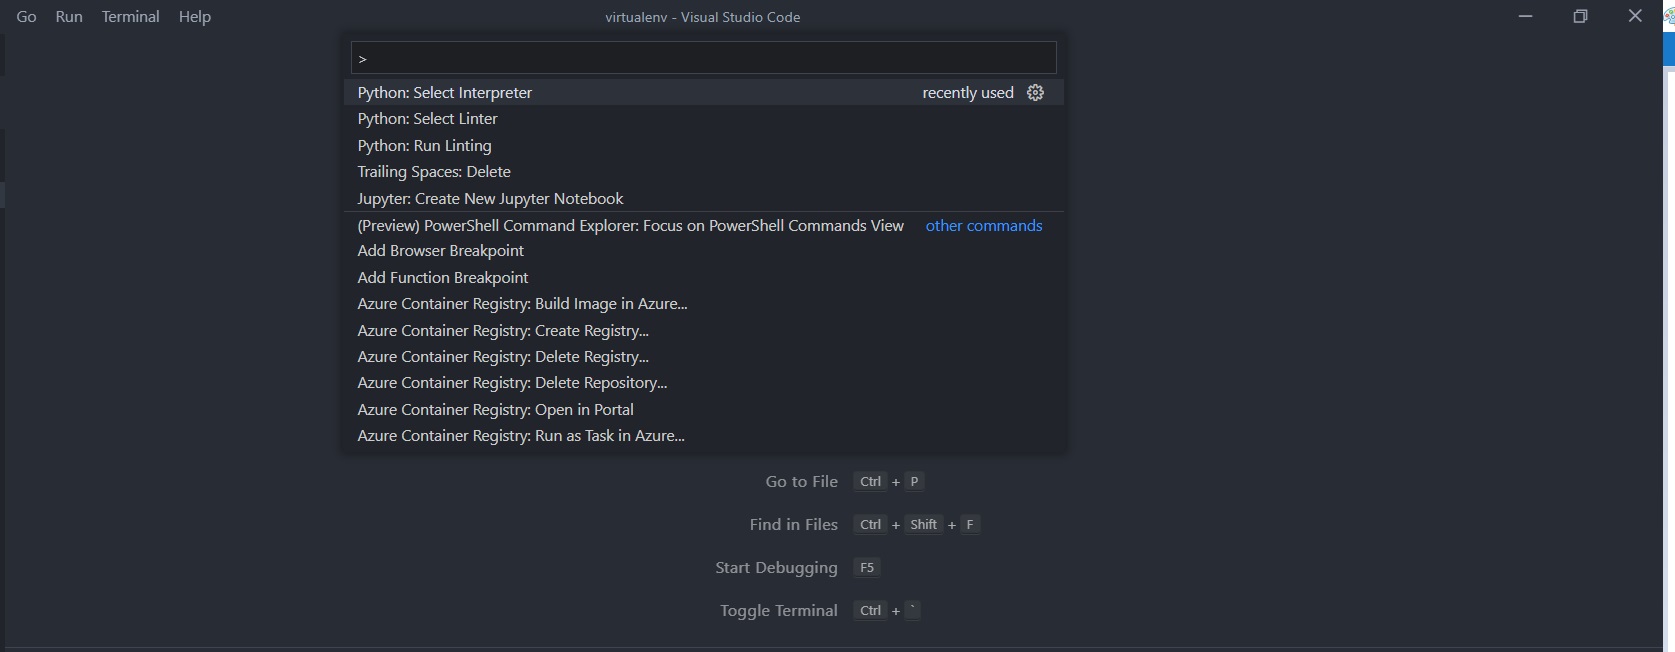 Go Run Terminal Help virtualenv - Visual Studio Code
>
Python: Select Interpreter recently used
Python: Select Linter
Python: Run Linting
Trailing Spaces: Delete
Jupyter: Create New Jupyter Notebook
(Preview) PowerShell Command Explorer: Focus on PowerShell Commands View other commands
Add Browser Breakpoint
Add Function Breakpoint
Azure Container Registry: Build Image in Azure...
Azure Container Registry: Create Registry...
Azure Container Registry: Delete Registry...
Azure Container Registry: Delete Repository...
Azure Container Registry: Open in Portal
Azure Container Registry: Run as Task in Azure...
Go to File Ctrl + P
Find in Files Ctrl + Shift + F
Start Debugging F5
Toggle Terminal Ctrl + `